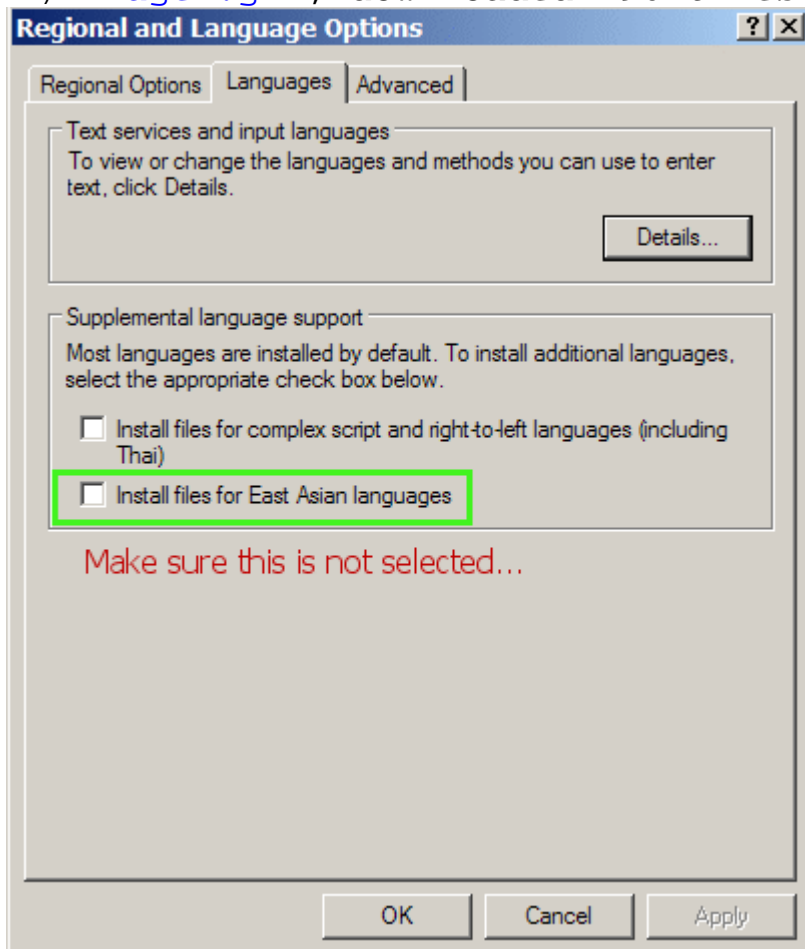 Regional and Language Options
Regional Options Languages Advanced
Text services and input languages
To view or change the languages and methods you can use to enter
text, click Details.
Details...
Supplemental language support
Most languages are installed by default. To install additional languages,
select the appropriate check box below.
Install files for complex script and right-to-left languages (including
Thai)
Install files for East Asian languages
Make sure this is not selected...
OK Cancel Apply